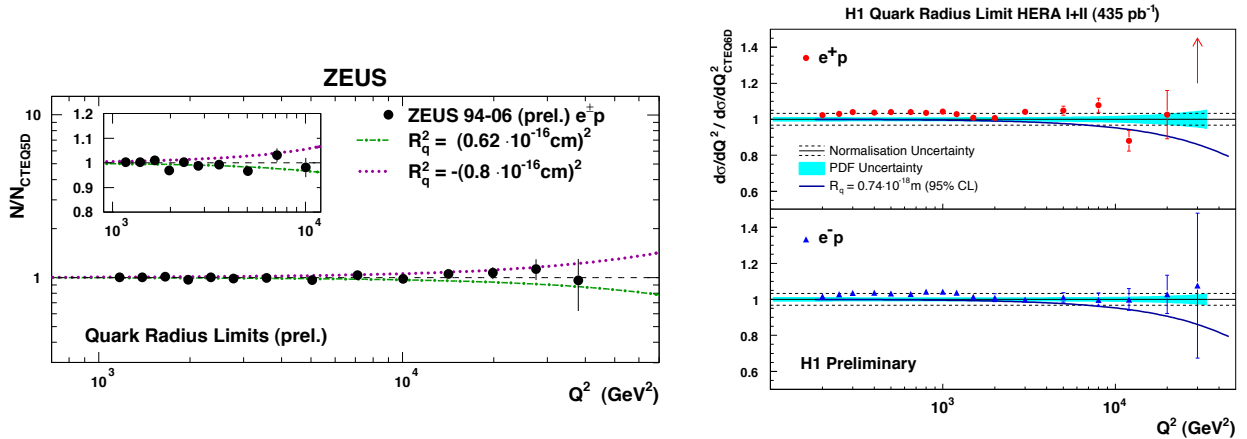 ZEUS
N/N_CTEQ5D
10
1
1.2
1.1
1
0.9
0.8
10^3
10^4
ZEUS 94-06 (prel.) e^±p
R_q^2 = (0.62 ·10^-16cm)^2
R_q^2 = -(0.8 ·10^-16cm)^2
Quark Radius Limits (prel.)
10^3
10^4
Q^2 (GeV^2)
H1 Quark Radius Limit HERA I+II (435 pb^-1)
dσ/dQ^2 / dσ/dQ^2_CTEQ6D
1.4
1.2
1.0
0.8
0.6
e^+p
Normalisation Uncertainty
PDF Uncertainty
R_q = 0.74·10^-18m (95% CL)
1.4
1.2
1.0
0.8
0.6
e^-p
H1 Preliminary
10^3
10^4
Q^2 (GeV^2)